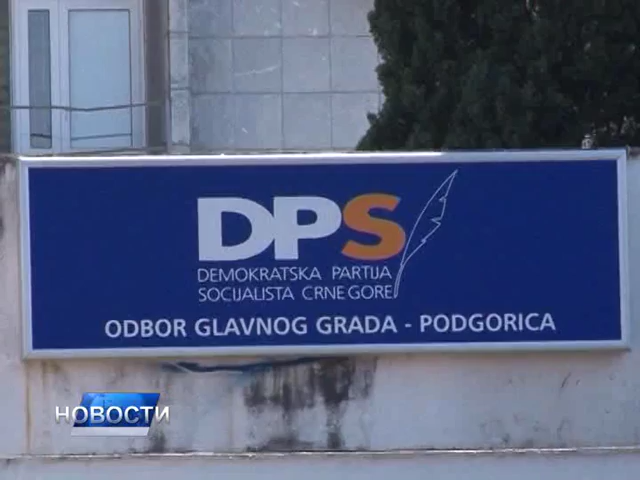 DPS
DEMOKRATSKA PARTIJA
SOCIJALISTA CRNE GORE
ODBOR GLAVNOG GRADA - PODGORICA
НОВОСТИ